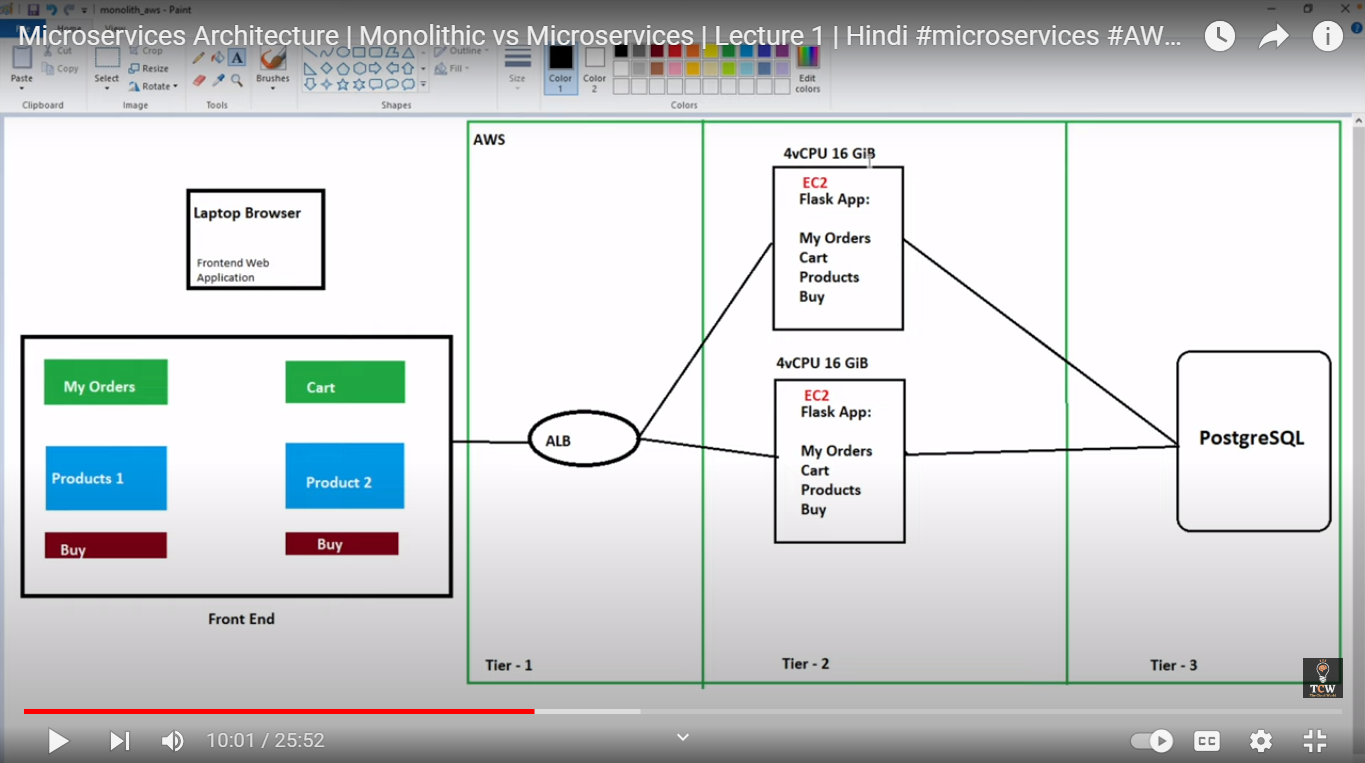 monolith_aws - Paint
Microservices Architecture | Monolithic vs Microservices | Lecture 1 | Hindi #microservices #AW...
Cut
Copy
Paste
Clipboard
Crop
Resize
Rotate
Select
Image
A
Tools
Brushes
Outline
Fill
Shapes
Size
Color
1
Color
2
Edit
colors
Colors
AWS
Laptop Browser
Frontend Web
Application
My Orders
Cart
Products 1
Product 2
Buy
Buy
Front End
ALB
Tier - 1
4vCPU 16 GiB
EC2
Flask App:
My Orders
Cart
Products
Buy
4vCPU 16 GiB
EC2
Flask App:
My Orders
Cart
Products
Buy
Tier - 2
PostgreSQL
Tier - 3
TCW
10:01 / 25:52
CC